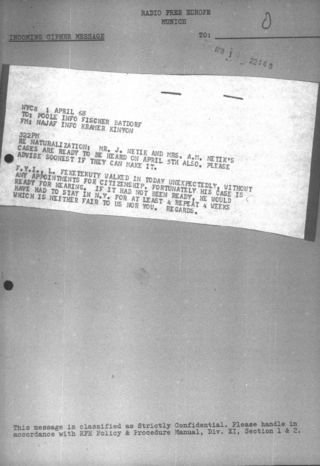 RADIO FREE EUROPE
MUNICH
INCOMING CIPHER MESSAGE
TO:
NYC8 : APRIL 68
TO: POOLE INFO FISCHER BATDORF
FM: NAJAF INFO KRAMER KINYON
322PM
RE NATURALIZATION: MR. J. NETIK AND MRS. A.M. NETIK'S
CASES ARE READY TO BE HEARD ON APRIL 5TH ALSO. PLEASE
ADVISE SOONEST IF THEY CAN MAKE IT.
F.Y.I., L. FEKETEKUTY WALKED IN TODAY UNEXPECTEDLY, WITHOUT
ANY APPOINTMENTS FOR CITIZENSHIP. FORTUNATELY HIS CASE IS
READY FOR HEARING. IF IT HAD NOT BEEN READY, HE WOULD
HAVE HAD TO STAY IN N.Y. FOR AT LEAST 4 REPEAT 4 WEEKS
WHICH IS NEITHER FAIR TO US NOR YOU. REGARDS.
This message is classified as Strictly Confidential. Please handle in
accordance with RFE Policy & Procedure Manual, Div. XI, Section 1 & 2.